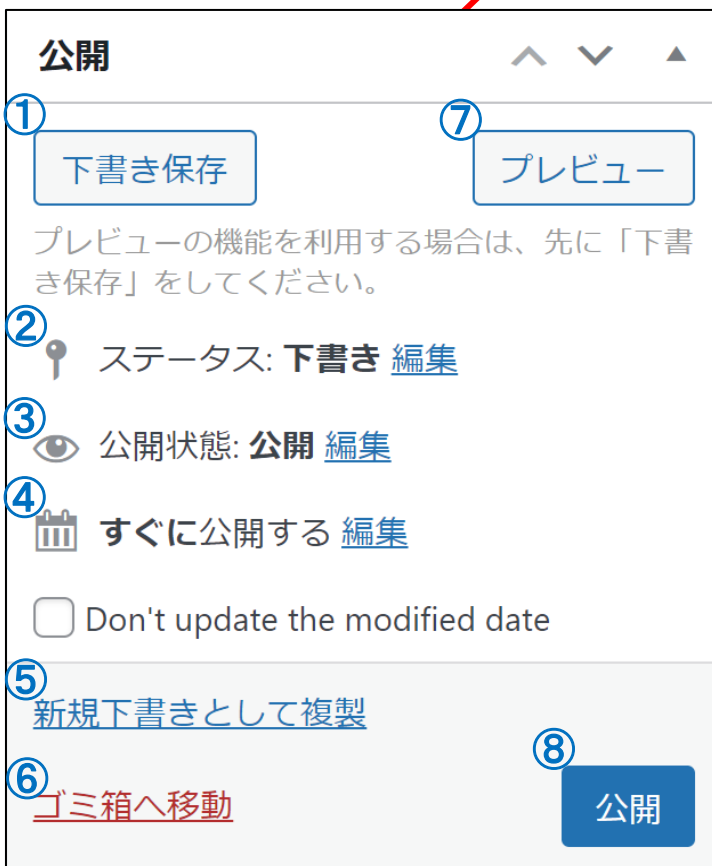 公開
① ⑦
下書き保存 プレビュー
プレビューの機能を利用する場合は、先に「下書
き保存」をしてください。
②
ステータス: 下書き 編集
③
公開状態: 公開 編集
④
すぐに公開する 編集
Don't update the modified date
⑤
新規下書きとして複製
⑥ ⑧
ゴミ箱へ移動 公開